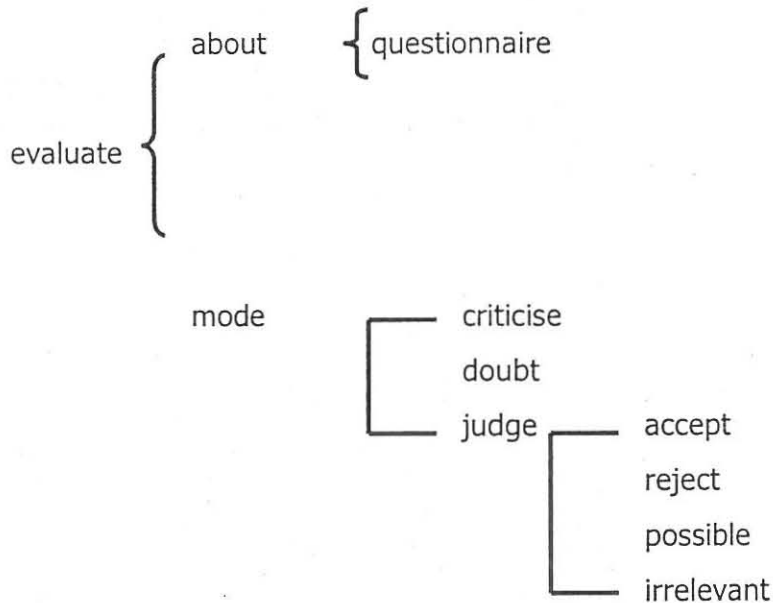 about questionnaire
evaluate
mode criticise
doubt
judge accept
reject
possible
irrelevant